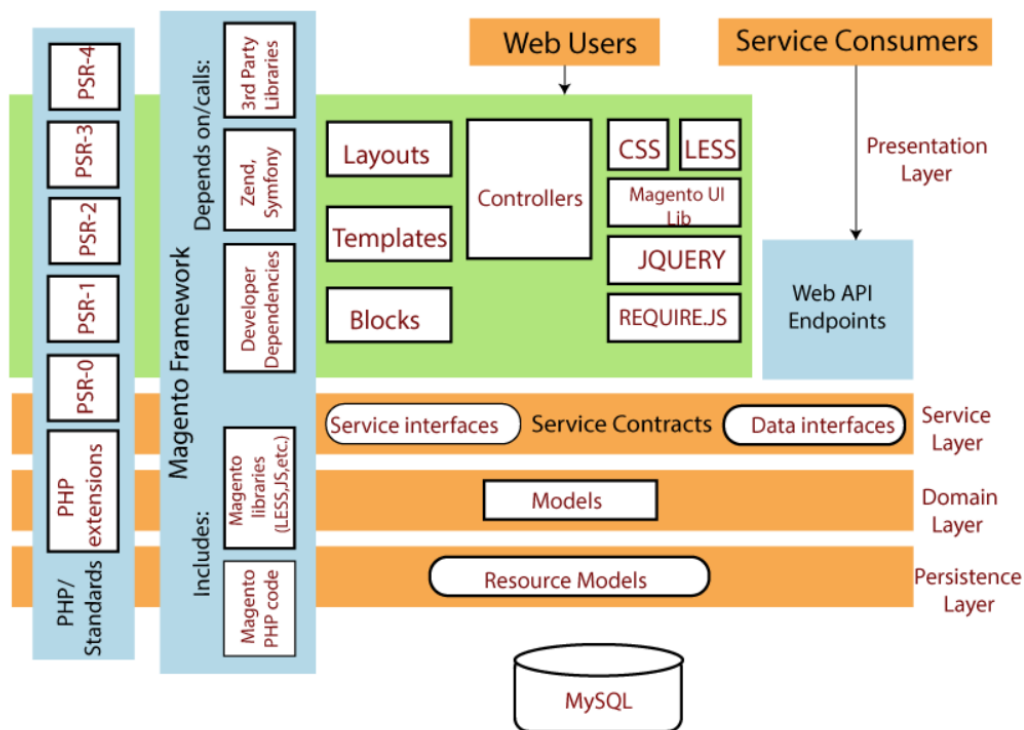 Web Users
Service Consumers
PSR-4
PSR-3
PSR-2
PSR-1
PSR-0
PHP
extensions
PHP/
Standards
Magento Framework
Depends on/calls:
3rd Party
Libraries
Zend,
Symfony
Developer
Dependencies
Includes:
Magento
libraries
(LESS,JS,etc.)
Magento
PHP code
Layouts
Templates
Blocks
Controllers
CSS
LESS
Magento UI
Lib
JQUERY
REQUIRE.JS
Presentation
Layer
Web API
Endpoints
Service interfaces
Service Contracts
Data interfaces
Service
Layer
Models
Domain
Layer
Resource Models
Persistence
Layer
MySQL